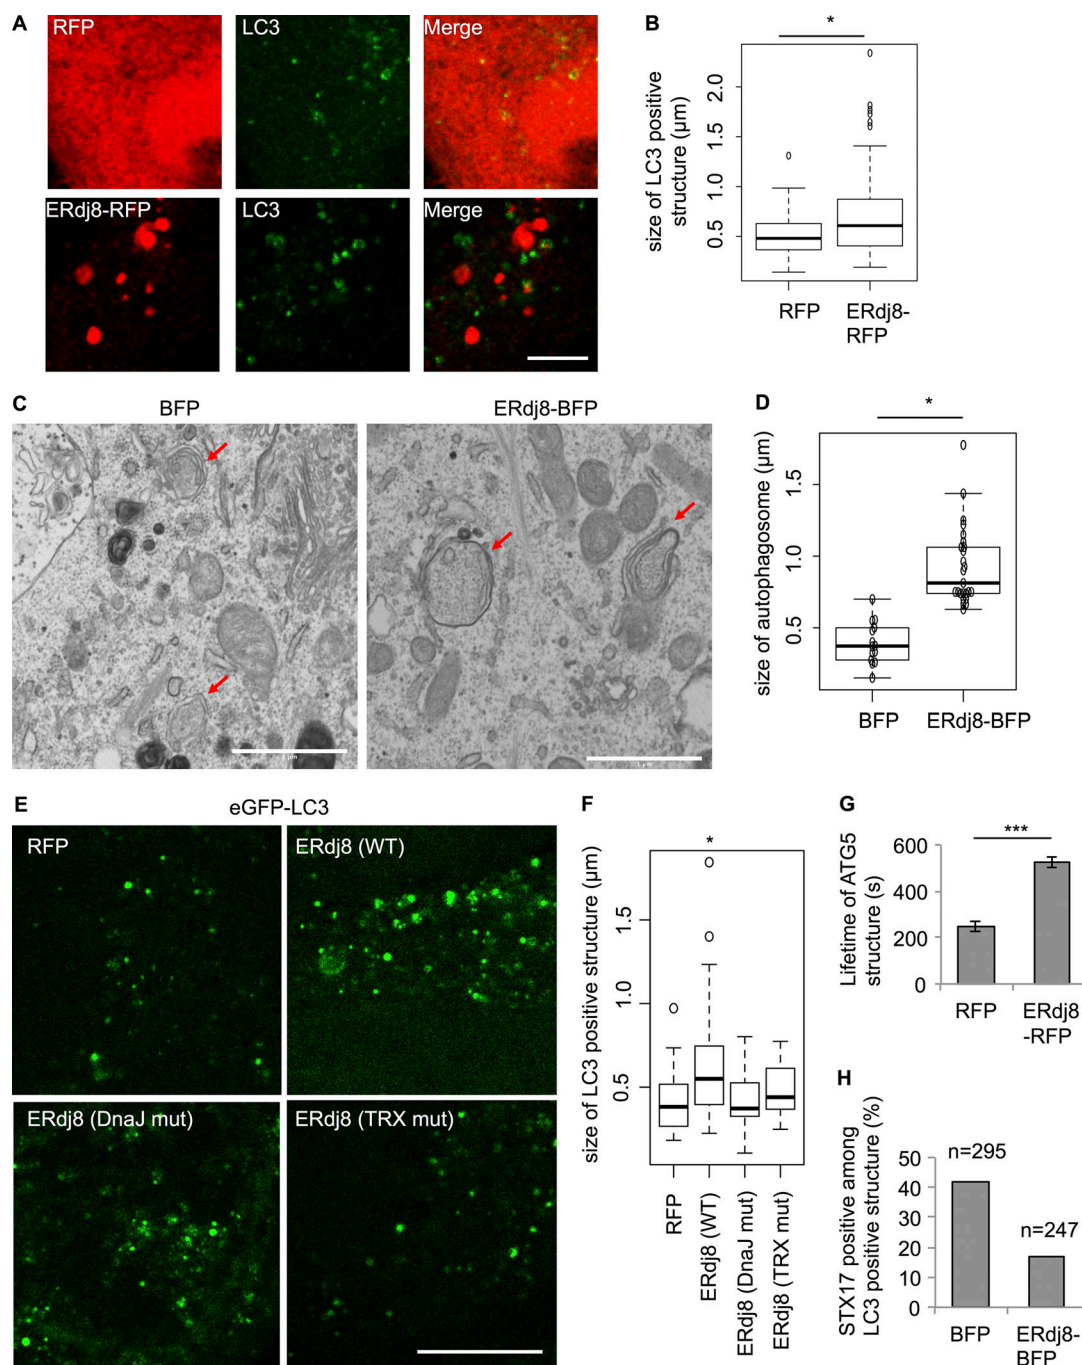 A
RFP
LC3
Merge
ERdj8-RFP
LC3
Merge
B
*
size of LC3 positive
structure (μm)
2.0
1.5
1.0
0.5
RFP
ERdj8-
RFP
C
BFP
ERdj8-BFP
1 μm
D
*
size of autophagosome (μm)
1.5
1.0
0.5
BFP
ERdj8-BFP
E
eGFP-LC3
RFP
ERdj8 (WT)
ERdj8 (DnaJ mut)
ERdj8 (TRX mut)
F
*
size of LC3 positive structure (μm)
1.5
1.0
0.5
RFP
ERdj8 (WT)
ERdj8 (DnaJ mut)
ERdj8 (TRX mut)
G
***
Lifetime of ATG5
structure (s)
600
400
200
0
RFP
ERdj8
-RFP
H
STX17 positive among
LC3 positive structure (%)
50
40
30
20
10
0
n=295
n=247
BFP
ERdj8-
BFP